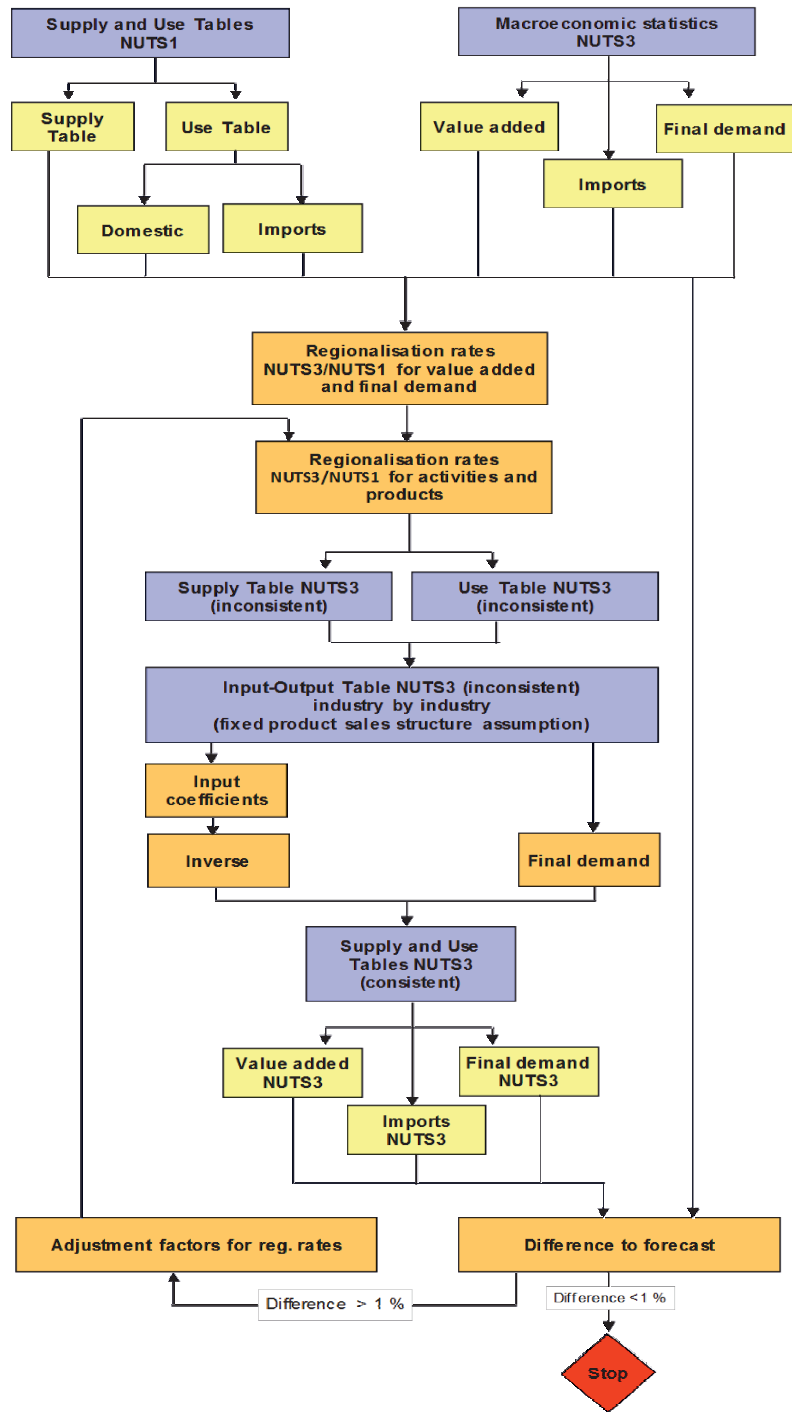 Supply and Use Tables
NUTS1
Macroeconomic statistics
NUTS3
Supply
Table
Use Table
Value added
Final demand
Imports
Domestic
Imports
Regionalisation rates
NUTS3/NUTS1 for value added
and final demand
Regionalisation rates
NUTS3/NUTS1 for activities and
products
Supply Table NUTS3
(inconsistent)
Use Table NUTS3
(inconsistent)
Input-Output Table NUTS3 (inconsistent)
industry by industry
(fixed product sales structure assumption)
Input
coefficients
Inverse
Final demand
Supply and Use
Tables NUTS3
(consistent)
Value added
NUTS3
Final demand
NUTS3
Imports
NUTS3
Adjustment factors for reg. rates
Difference to forecast
Difference > 1 %
Difference <1 %
Stop